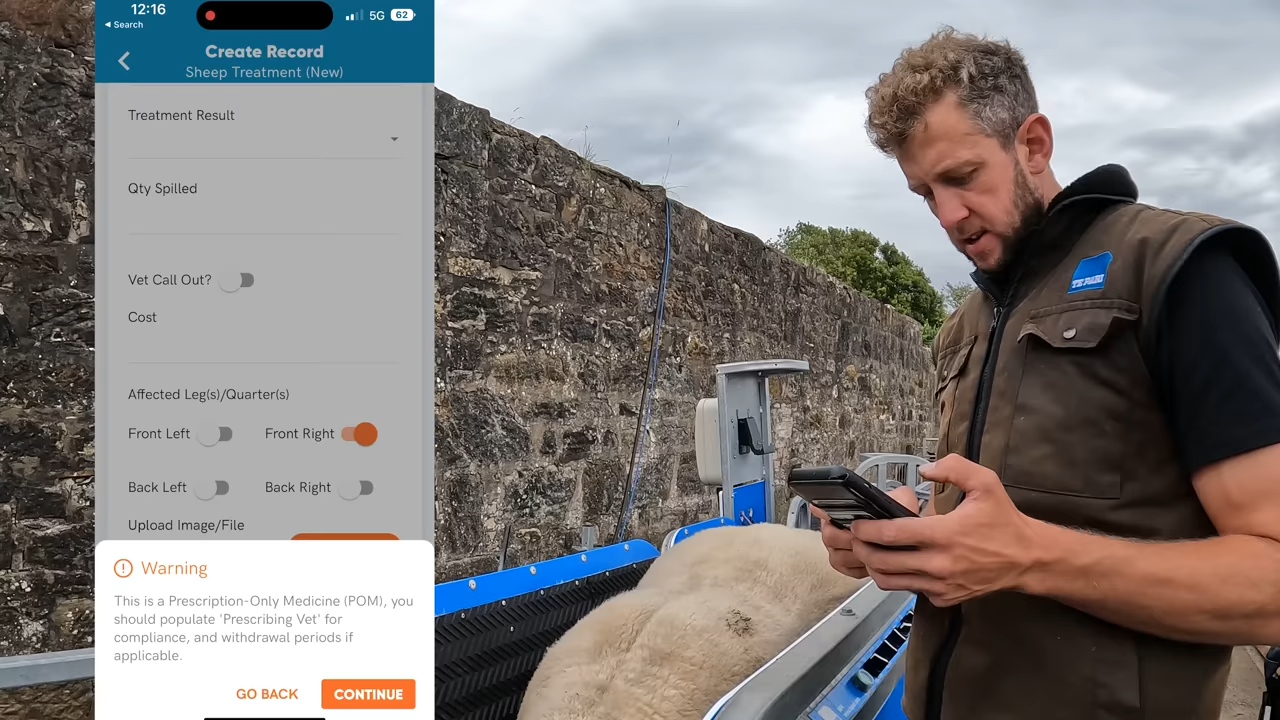 12:16
5G
62
Search
Create Record
Sheep Treatment (New)
Treatment Result
Qty Spilled
Vet Call Out?
Cost
Affected Leg(s)/Quarter(s)
Front Left
Front Right
Back Left
Back Right
Upload Image/File
Warning
This is a Prescription-Only Medicine (POM), you
should populate 'Prescribing Vet' for
compliance, and withdrawal periods if
applicable.
GO BACK
CONTINUE
TE PARI